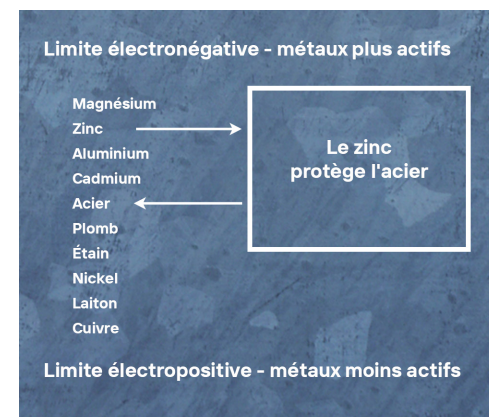 Limite électronégative - métaux plus actifs
Magnésium
Zinc
Aluminium
Cadmium
Acier
Plomb
Étain
Nickel
Laiton
Cuivre
Le zinc
protège l'acier
Limite électropositive - métaux moins actifs